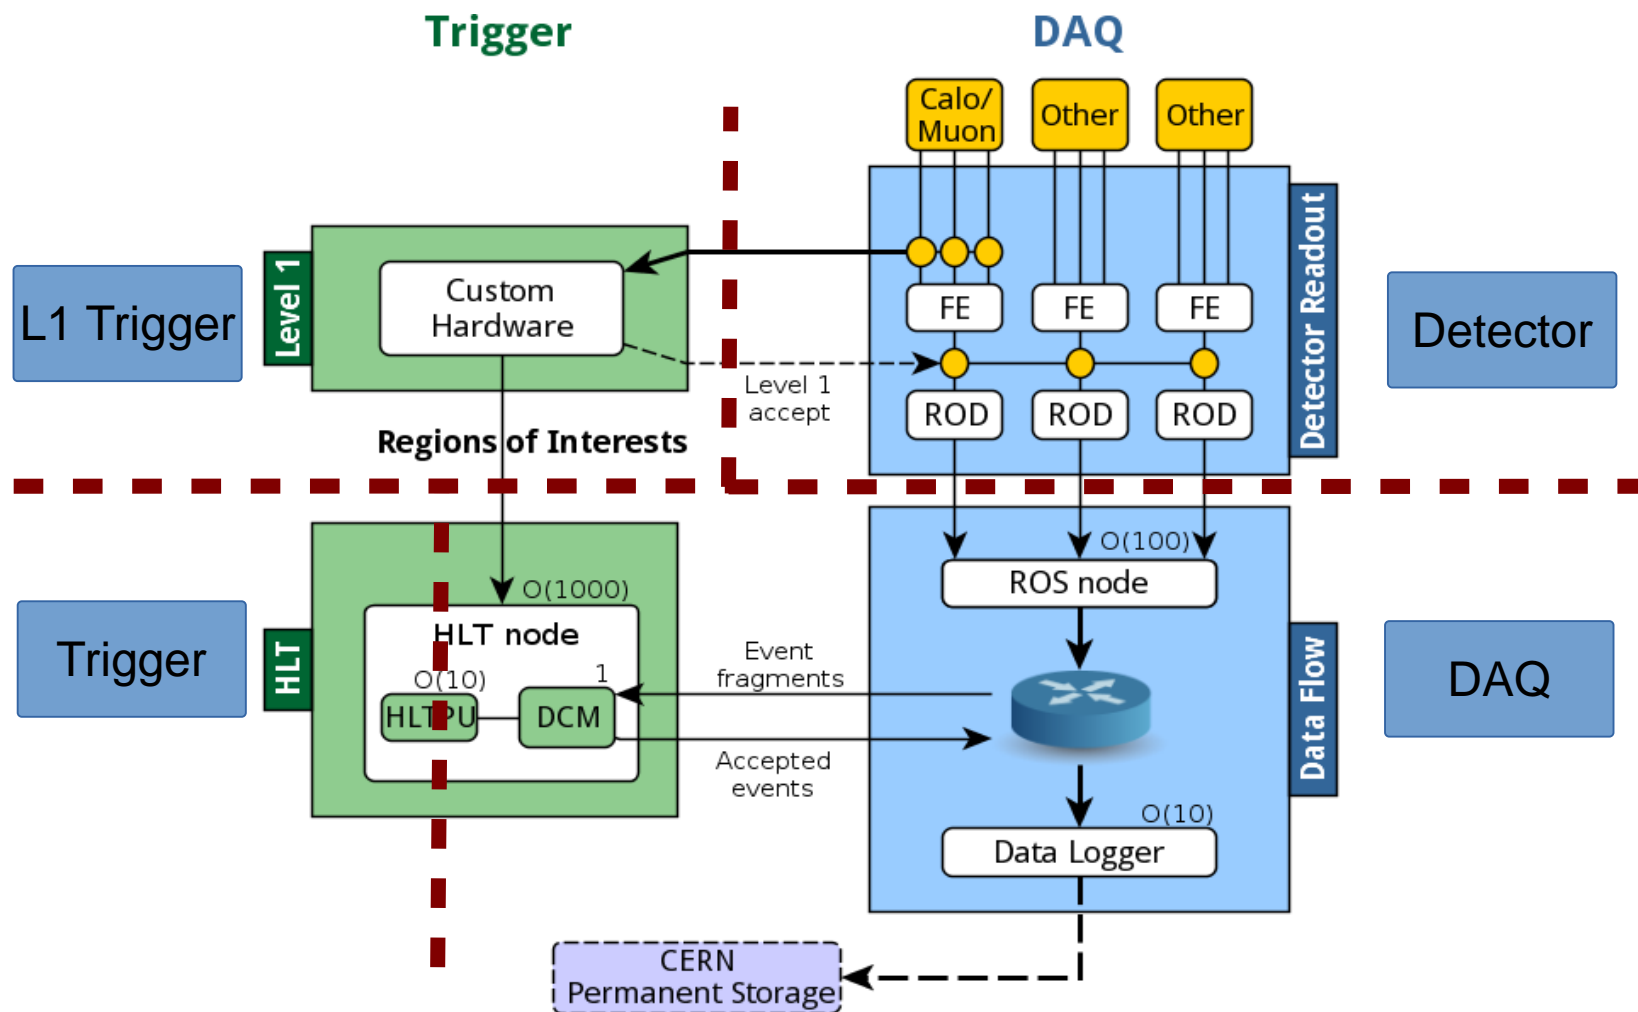 Trigger
DAQ
Calo/
Muon
Other
Other
L1 Trigger
Level 1
Custom
Hardware
FE
FE
FE
Detector Readout
Detector
Level 1
accept
ROD
ROD
ROD
Regions of Interests
O(100)
ROS node
O(1000)
HLT node
Trigger
HLT
O(10)
1
HLTPU
DCM
Event
fragments
Accepted
events
Data Flow
DAQ
O(10)
Data Logger
CERN
Permanent Storage